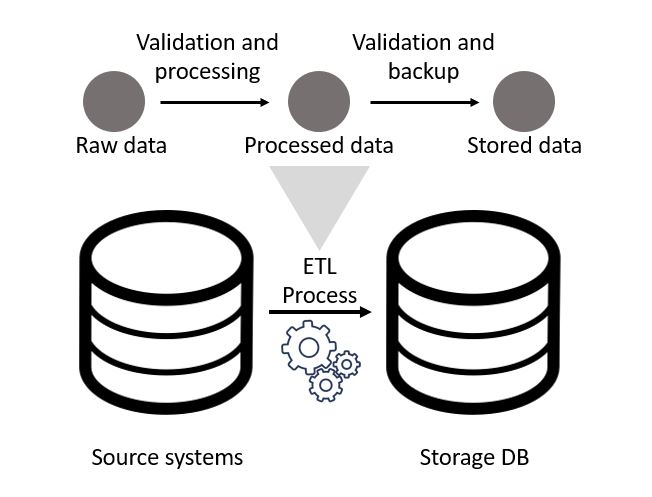 Validation and
processing
Validation and
backup
Raw data
Processed data
Stored data
ETL
Process
Source systems
Storage DB